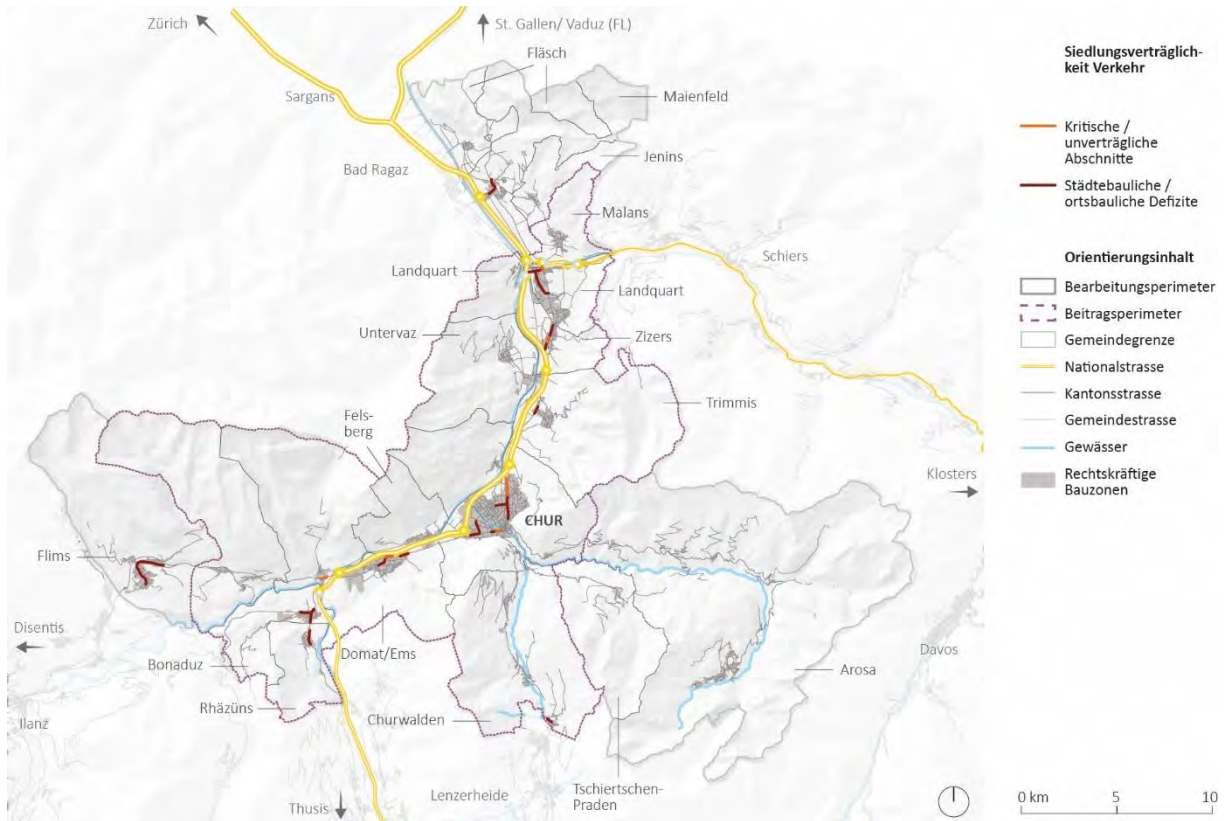 Zürich
St. Gallen/ Vaduz (FL)
Fläsch
Maienfeld
Sargans
Jenins
Bad Ragaz
Malans
Schiers
Landquart
Landquart
Untervaz
Zizers
Trimmis
Fels-
berg
Klosters
CHUR
Flims
Disentis
Domat/Ems
Bonaduz
Davos
Arosa
Rhäzüns
Ilanz
Churwalden
Tschiertschen-
Praden
Lenzerheide
Thusis
Siedlungsverträglich-
keit Verkehr
Kritische /
unverträgliche
Abschnitte
Städtebauliche /
ortsbauliche Defizite
Orientierungsinhalt
Bearbeitungsperimeter
Beitragsperimeter
Gemeindegrenze
Nationalstrasse
Kantonsstrasse
Gemeindestrasse
Gewässer
Rechtskräftige
Bauzonen
0 km 5 10